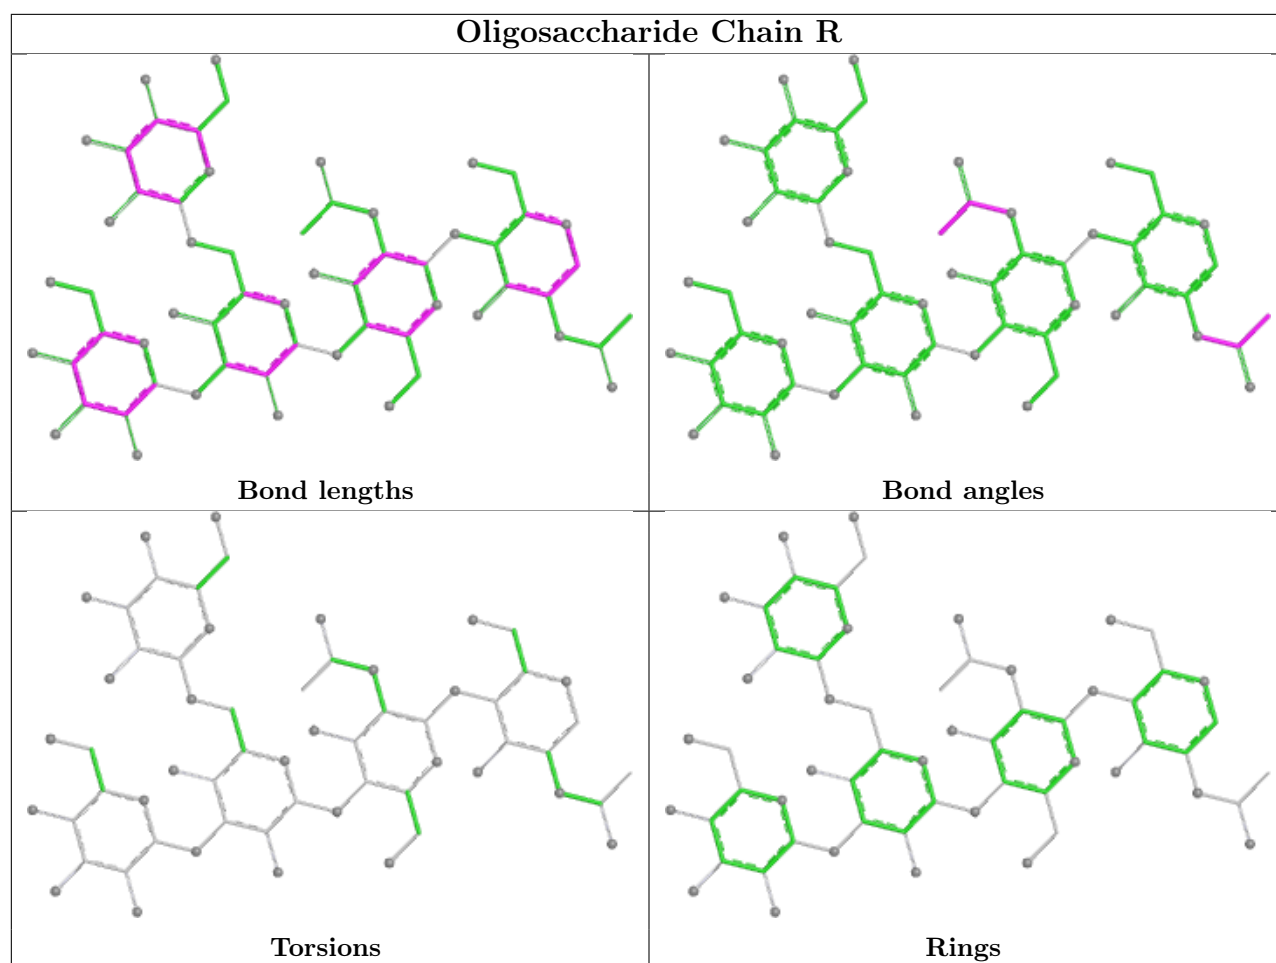 Oligosaccharide Chain R
Bond lengths
Bond angles
Torsions
Rings